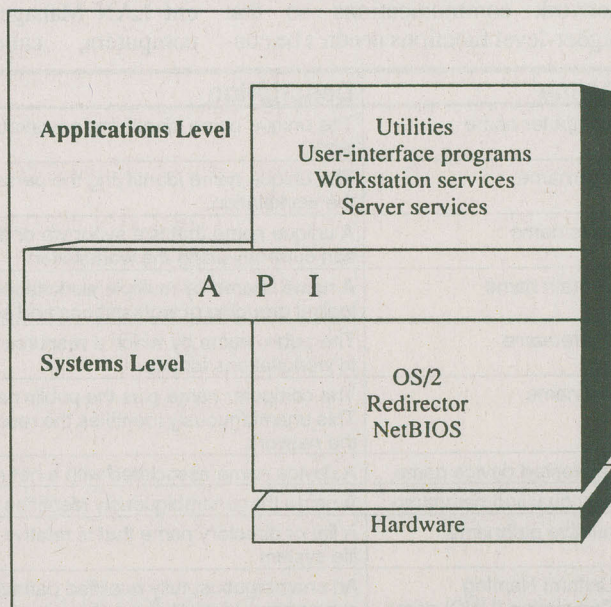 Applications Level
Utilities
User-interface programs
Workstation services
Server services
A P I
Systems Level
OS/2
Redirector
NetBIOS
Hardware